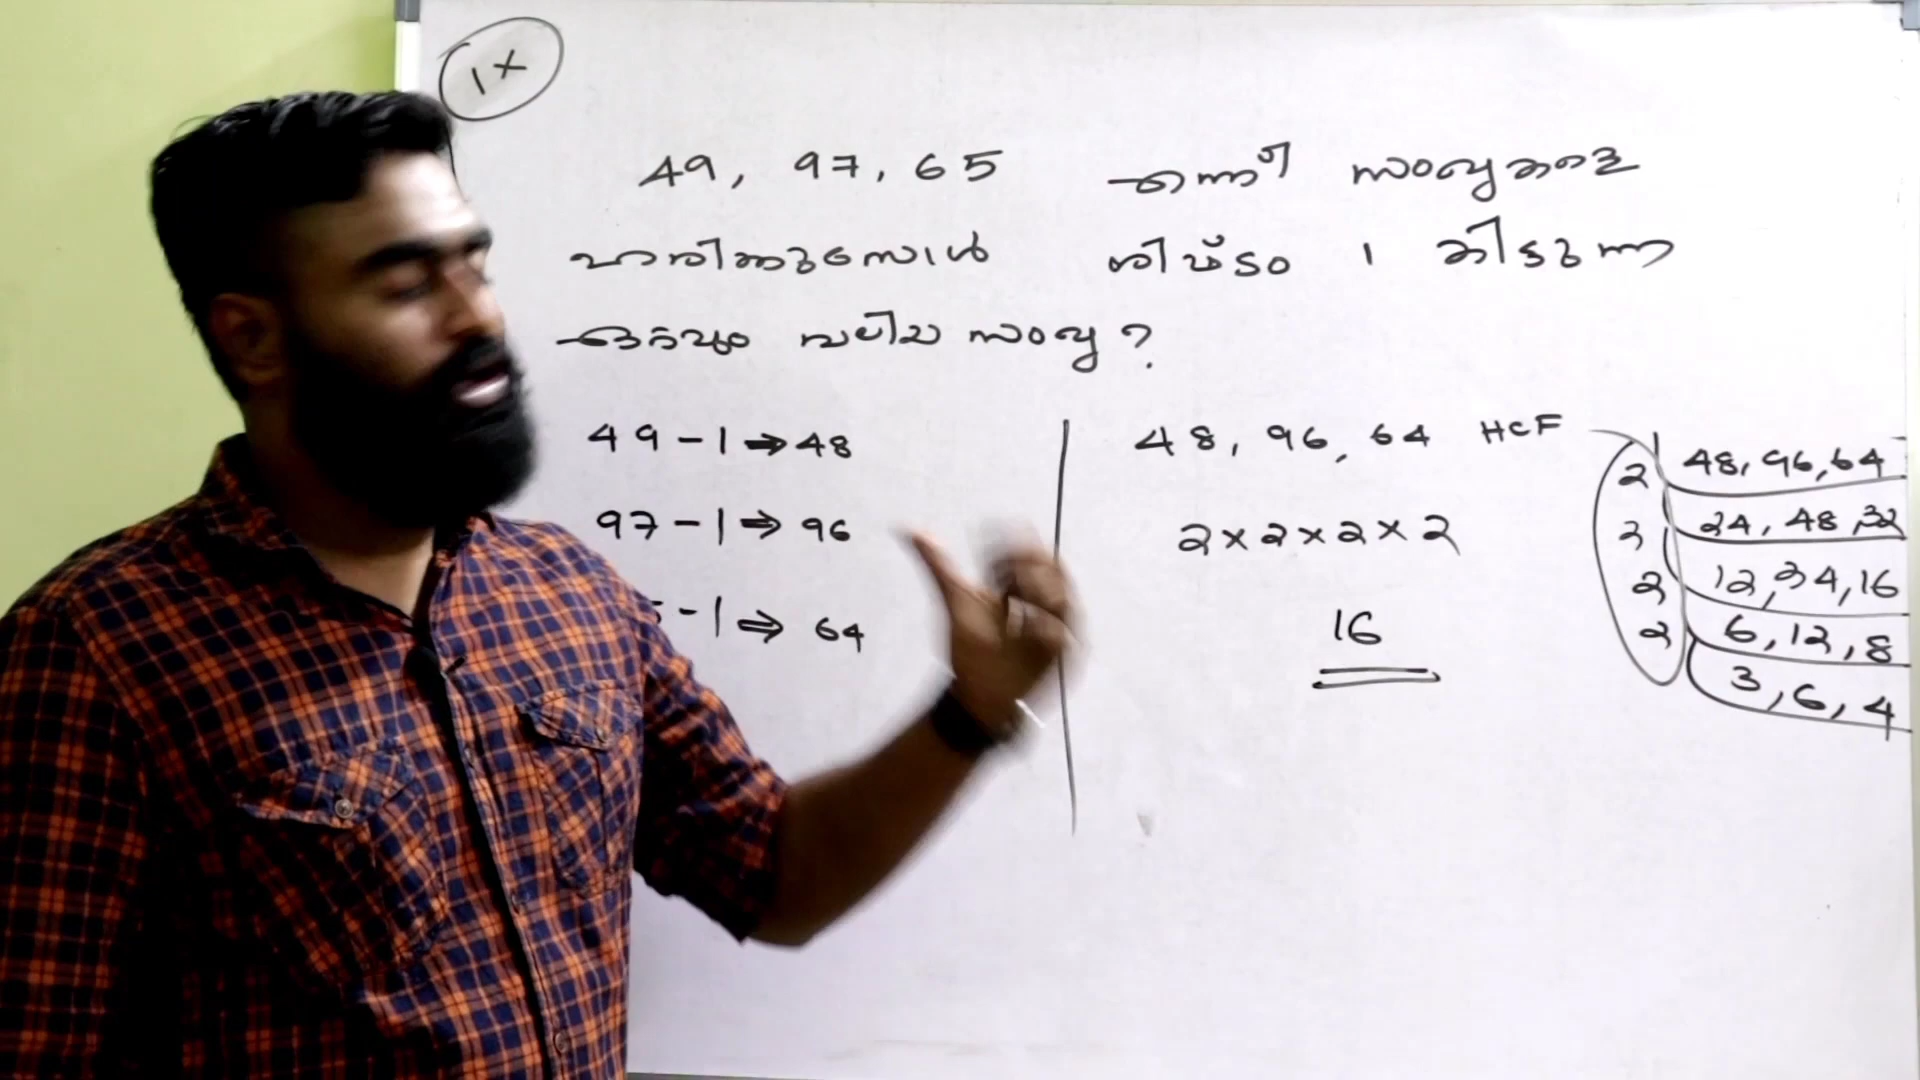 1x
49, 97, 65 എന്നീ സംഖ്യകളെ
ഹരിക്കുമ്പോൾ ശിഷ്ടം 1 കിട്ടുന്ന
ഏറ്റവും വലിയ സംഖ്യ?
49 - 1 ⇒ 48
97 - 1 ⇒ 96
- 1 ⇒ 64
48, 96, 64 HCF
2 × 2 × 2 × 2
16
2 48, 96, 64
2 24, 48, 32
2 12, 24, 16
2 6, 12, 8
3, 6, 4